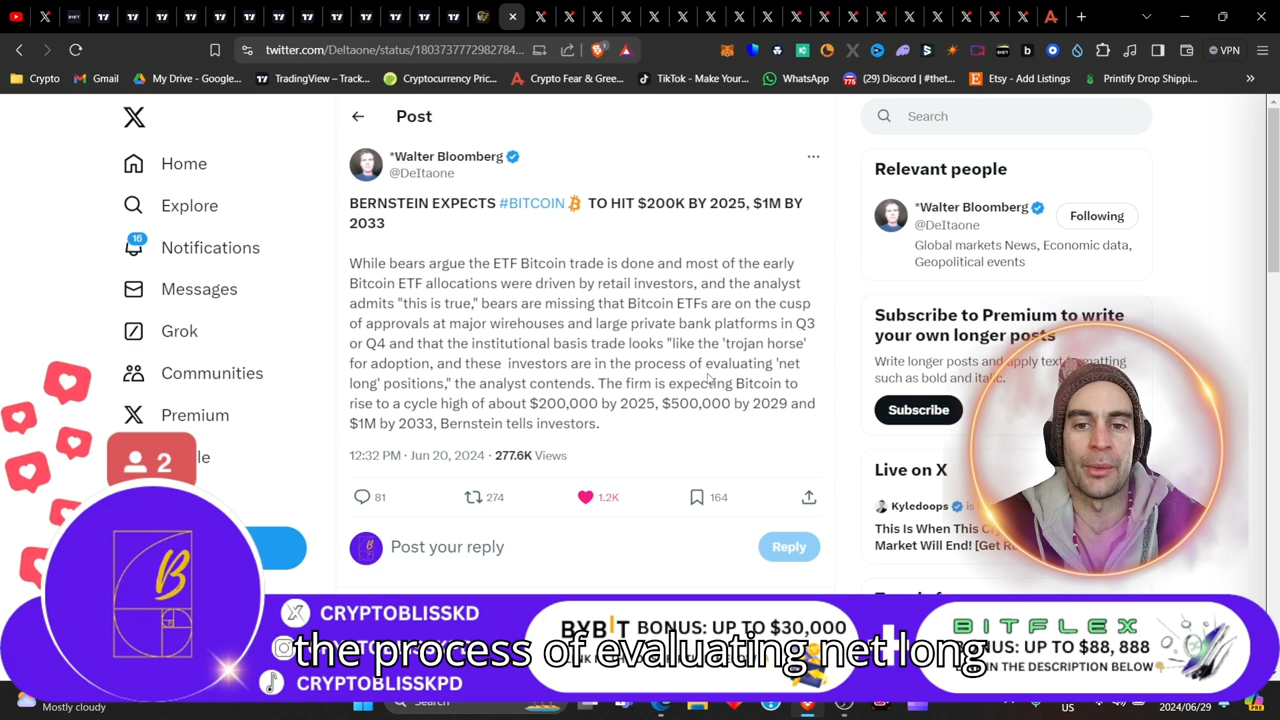 twitter.com/Deltaone/status/1803737772982784...
VPN
Crypto
Gmail
My Drive - Google...
TradingView – Track...
Cryptocurrency Pric...
Crypto Fear & Gree...
TikTok - Make Your...
WhatsApp
(29) Discord | #thet...
Etsy - Add Listings
Printify Drop Shippi...
Home
Explore
16
Notifications
Messages
Grok
Communities
Premium
2
Post
*Walter Bloomberg
@DeItaone
BERNSTEIN EXPECTS #BITCOIN TO HIT $200K BY 2025, $1M BY
2033
While bears argue the ETF Bitcoin trade is done and most of the early
Bitcoin ETF allocations were driven by retail investors, and the analyst
admits "this is true," bears are missing that Bitcoin ETFs are on the cusp
of approvals at major wirehouses and large private bank platforms in Q3
or Q4 and that the institutional basis trade looks "like the 'trojan horse'
for adoption, and these investors are in the process of evaluating 'net
long' positions," the analyst contends. The firm is expecting Bitcoin to
rise to a cycle high of about $200,000 by 2025, $500,000 by 2029 and
$1M by 2033, Bernstein tells investors.
12:32 PM · Jun 20, 2024 · 277.6K Views
81
274
1.2K
164
Post your reply
Reply
Search
Relevant people
*Walter Bloomberg
Following
@DeItaone
Global markets News, Economic data,
Geopolitical events
Subscribe to Premium to write
your own longer posts
Write longer posts and apply text formatting
such as bold and italic.
Subscribe
Live on X
Kyledoops is
This Is When This
Market Will End! [Get
B
CRYPTOBLISSKD
CRYPTOBLISSKPD
BYBIT BONUS: UP TO $30,000
BITFLEX
BONUS: UP TO $88, 888
IN THE DESCRIPTION BELOW
the process of evaluating net long
Mostly cloudy
Search
US
2024/06/29